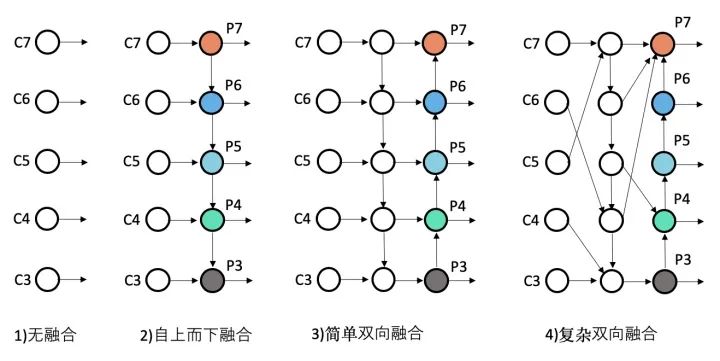 C7 C7 P7 C7 P7 C7 P7
C6 C6 P6 C6 P6 C6 P6
C5 C5 P5 C5 P5 C5 P5
C4 C4 P4 C4 P4 C4 P4
C3 C3 P3 C3 P3 C3 P3
1)无融合 2)自上而下融合 3)简单双向融合 4)复杂双向融合